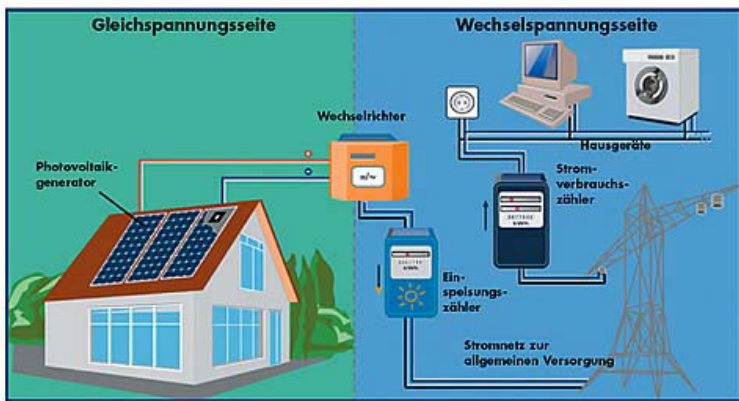 Gleichspannungsseite
Wechselspannungsseite
Wechselrichter
Photovoltaik-
generator
Hausgeräte
Strom-
verbrauchs-
zähler
Ein-
speisungs-
zähler
Stromnetz zur
allgemeinen Versorgung